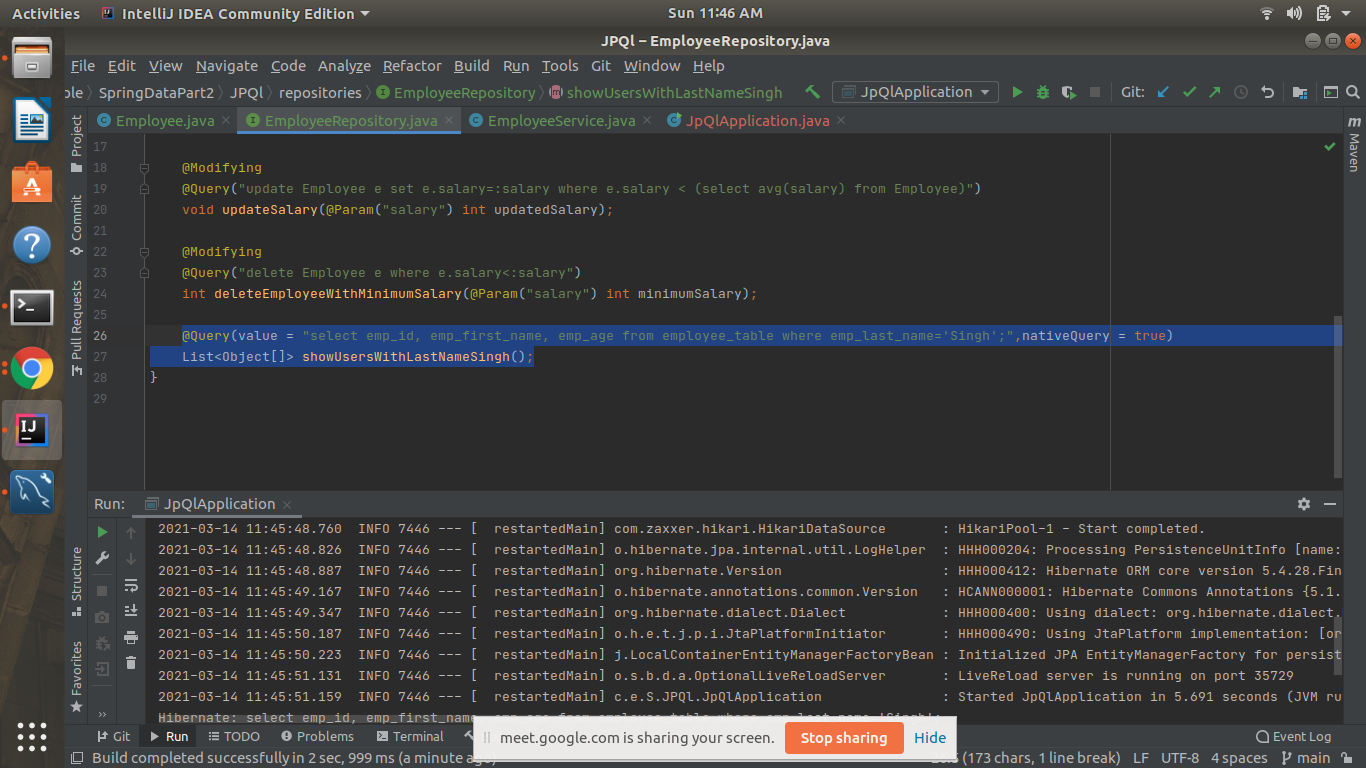 Activities IntelliJ IDEA Community Edition Sun 11:46 AM
JPQl – EmployeeRepository.java
File Edit View Navigate Code Analyze Refactor Build Run Tools Git Window Help
ole SpringDataPart2 JPQl repositories EmployeeRepository showUsersWithLastNameSingh JpQlApplication Git:
Employee.java EmployeeRepository.java EmployeeService.java JpQlApplication.java
Project
Commit
Pull Requests
Structure
Favorites
Maven
17
18 @Modifying
19 @Query("update Employee e set e.salary=:salary where e.salary < (select avg(salary) from Employee)")
20 void updateSalary(@Param("salary") int updatedSalary);
21
22 @Modifying
23 @Query("delete Employee e where e.salary<:salary")
24 int deleteEmployeeWithMinimumSalary(@Param("salary") int minimumSalary);
25
26 @Query(value = "select emp_id, emp_first_name, emp_age from employee_table where emp_last_name='Singh';",nativeQuery = true)
27 List<Object[]> showUsersWithLastNameSingh();
28 }
29
Run: JpQlApplication
2021-03-14 11:45:48.760 INFO 7446 --- [ restartedMain] com.zaxxer.hikari.HikariDataSource : HikariPool-1 - Start completed.
2021-03-14 11:45:48.826 INFO 7446 --- [ restartedMain] o.hibernate.jpa.internal.util.LogHelper : HHH000204: Processing PersistenceUnitInfo [name:
2021-03-14 11:45:48.887 INFO 7446 --- [ restartedMain] org.hibernate.Version : HHH000412: Hibernate ORM core version 5.4.28.Fin
2021-03-14 11:45:49.167 INFO 7446 --- [ restartedMain] o.hibernate.annotations.common.Version : HCANN000001: Hibernate Commons Annotations {5.1.
2021-03-14 11:45:49.347 INFO 7446 --- [ restartedMain] org.hibernate.dialect.Dialect : HHH000400: Using dialect: org.hibernate.dialect.
2021-03-14 11:45:50.187 INFO 7446 --- [ restartedMain] o.h.e.t.j.p.i.JtaPlatformInitiator : HHH000490: Using JtaPlatform implementation: [or
2021-03-14 11:45:50.223 INFO 7446 --- [ restartedMain] j.LocalContainerEntityManagerFactoryBean : Initialized JPA EntityManagerFactory for persist
2021-03-14 11:45:51.131 INFO 7446 --- [ restartedMain] o.s.b.d.a.OptionalLiveReloadServer : LiveReload server is running on port 35729
2021-03-14 11:45:51.159 INFO 7446 --- [ restartedMain] c.e.S.JPQl.JpQlApplication : Started JpQlApplication in 5.691 seconds (JVM ru
Hibernate: select emp_id, emp_first_name
meet.google.com is sharing your screen. Stop sharing Hide
Git Run TODO Problems Terminal Event Log
Build completed successfully in 2 sec, 999 ms (a minute (173 chars, 1 line break) LF UTF-8 4 spaces main